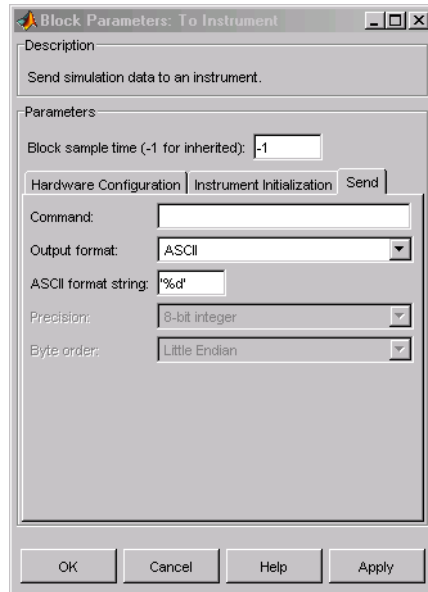 Block Parameters: To Instrument
Description
Send simulation data to an instrument.
Parameters
Block sample time (-1 for inherited): -1
Hardware Configuration Instrument Initialization Send
Command:
Output format: ASCII
ASCII format string: '%d'
Precision: 8-bit integer
Byte order: Little Endian
OK Cancel Help Apply